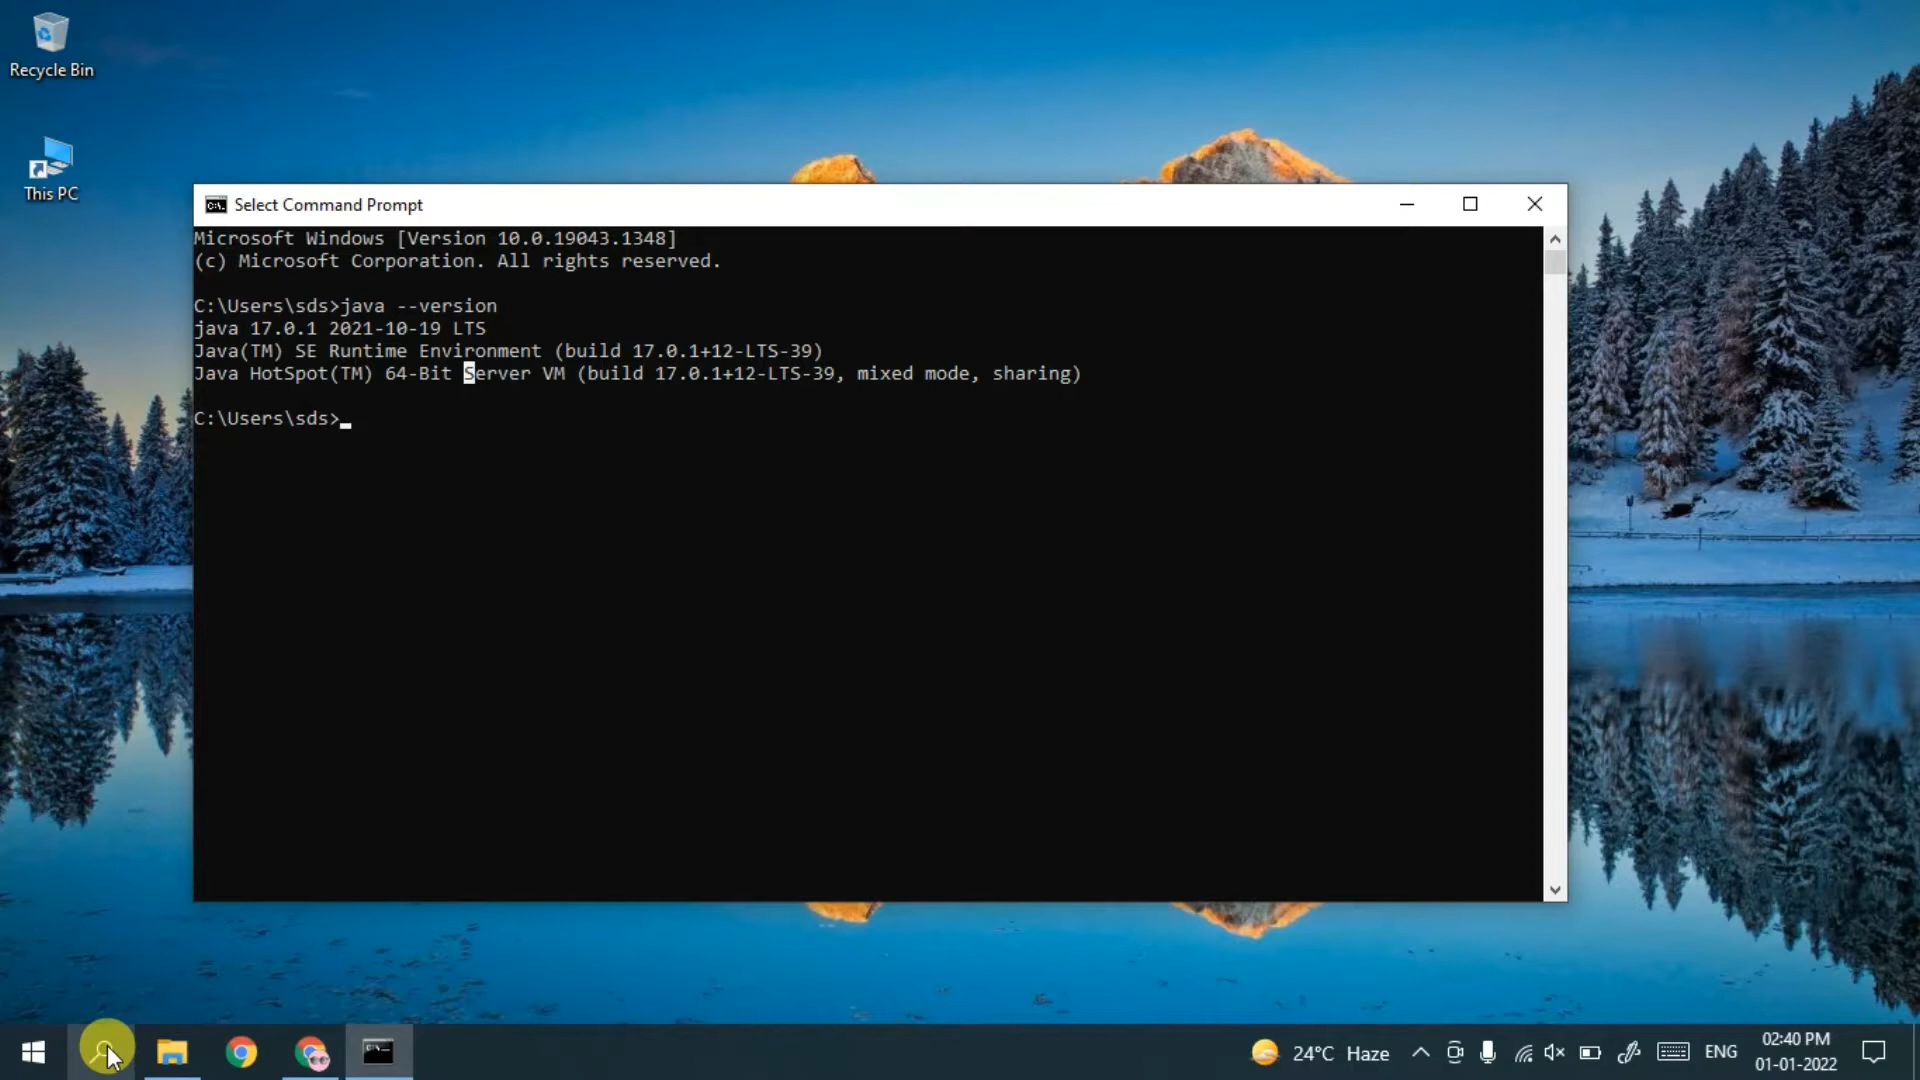 Recycle Bin
This PC
Select Command Prompt
Microsoft Windows [Version 10.0.19043.1348]
(c) Microsoft Corporation. All rights reserved.
C:\Users\sds>java --version
java 17.0.1 2021-10-19 LTS
Java(TM) SE Runtime Environment (build 17.0.1+12-LTS-39)
Java HotSpot(TM) 64-Bit Server VM (build 17.0.1+12-LTS-39, mixed mode, sharing)
C:\Users\sds>
24°C Haze
ENG
02:40 PM
01-01-2022